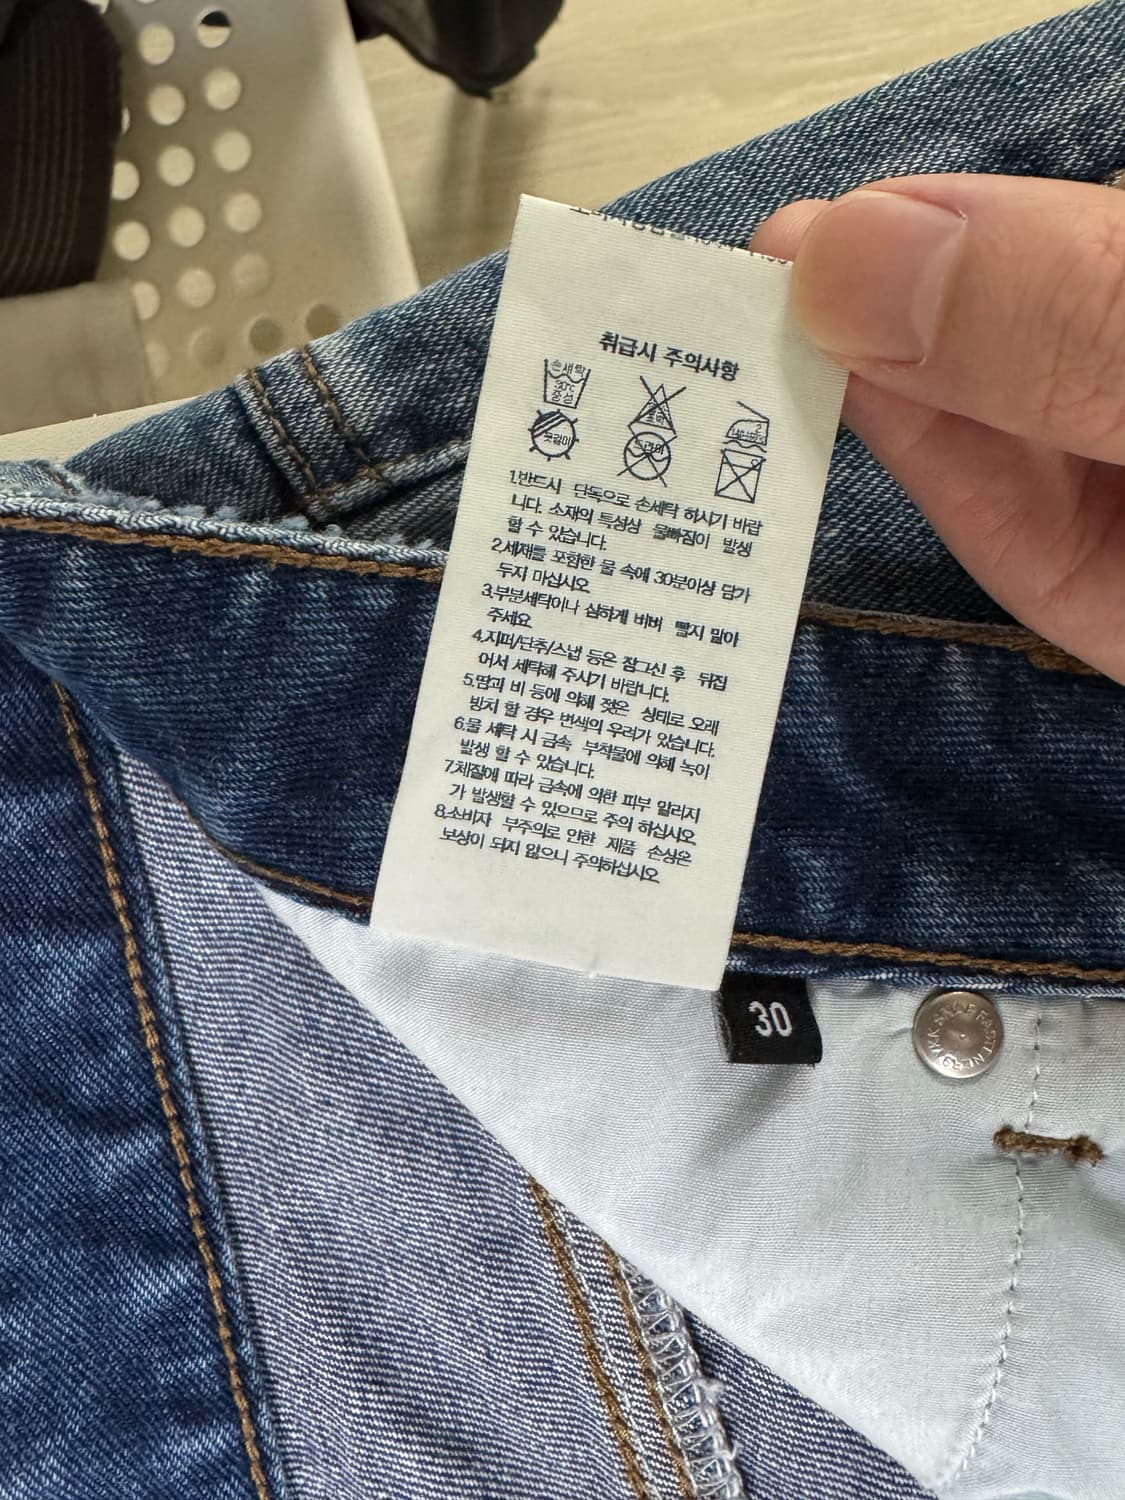 취급시 주의사항
손세탁
30℃
중성
옷걸이
드라이
1.반드시 단독으로 손세탁 하시기 바랍
니다. 소재의 특성상 물빠짐이 발생
할 수 있습니다.
2.세제를 포함한 물 속에 30분이상 담가
두지 마십시오
3.부분세탁이나 심하게 비벼 빨지 말아
주세요
4.지퍼/단추/스냅 등은 잠그신 후 뒤집
어서 세탁해 주시기 바랍니다.
5.땀과 비 등에 의해 젖은 상태로 오래
방치 할 경우 변색의 우려가 있습니다.
6.물 세탁 시 금속 부착물에 의해 녹이
발생 할 수 있습니다.
7.체질에 따라 금속에 의한 피부 알러지
가 발생할 수 있으므로 주의 하십시오
8.소비자 부주의로 인한 제품 손상은
보상이 되지 않으니 주의하십시오
30